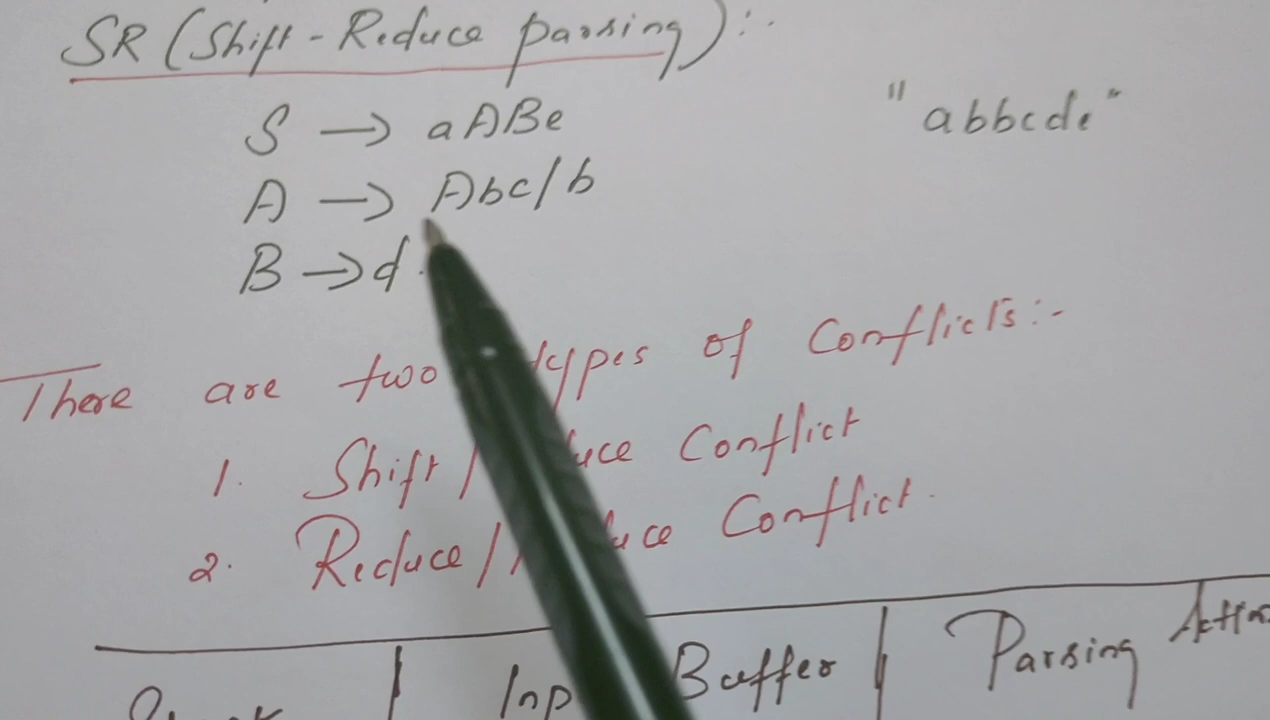 SR (Shift-Reduce parsing):-
S → aABe
"abbcde"
A → Abc/b
B → d.
There are two types of Conflicts:-
1. Shift / Conflict
2. Reduce / Conflict.
Buffer | Parsing